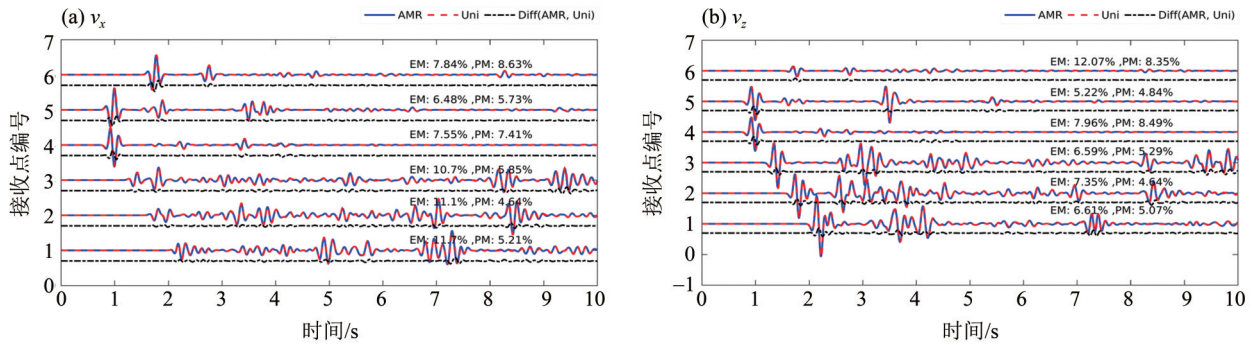 (a) vx
AMR Uni Diff(AMR, Uni)
7
6
5
4
3
2
1
0
接收点编号
EM: 7.84% ,PM: 8.63%
EM: 6.48% ,PM: 5.73%
EM: 7.55% ,PM: 7.41%
EM: 10.7% ,PM: 5.85%
EM: 11.1% ,PM: 4.64%
EM: 11.7% ,PM: 5.21%
0 1 2 3 4 5 6 7 8 9 10
时间/s
(b) vz
AMR Uni Diff(AMR, Uni)
7
6
5
4
3
2
1
0
−1
接收点编号
EM: 12.07% ,PM: 8.35%
EM: 5.22% ,PM: 4.84%
EM: 7.96% ,PM: 8.49%
EM: 6.59% ,PM: 5.29%
EM: 7.35% ,PM: 4.64%
EM: 6.61% ,PM: 5.07%
0 1 2 3 4 5 6 7 8 9 10
时间/s